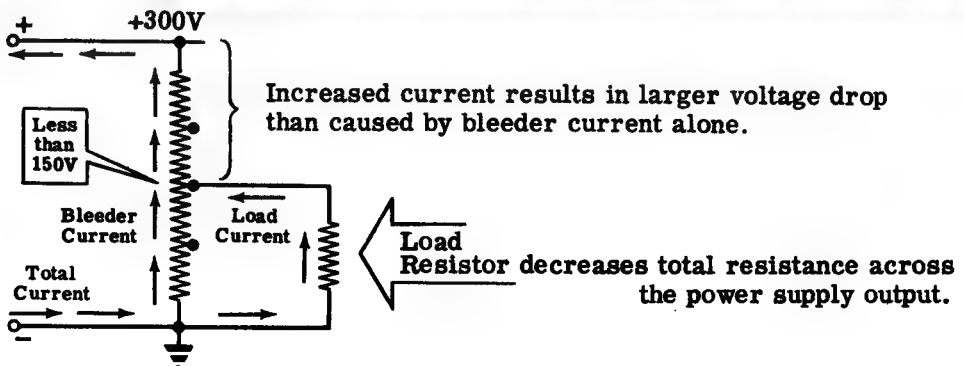 +
+300V
Increased current results in larger voltage drop
than caused by bleeder current alone.
Less
than
150V
Bleeder
Current
Load
Current
Load
Resistor decreases total resistance across
the power supply output.
Total
Current
-